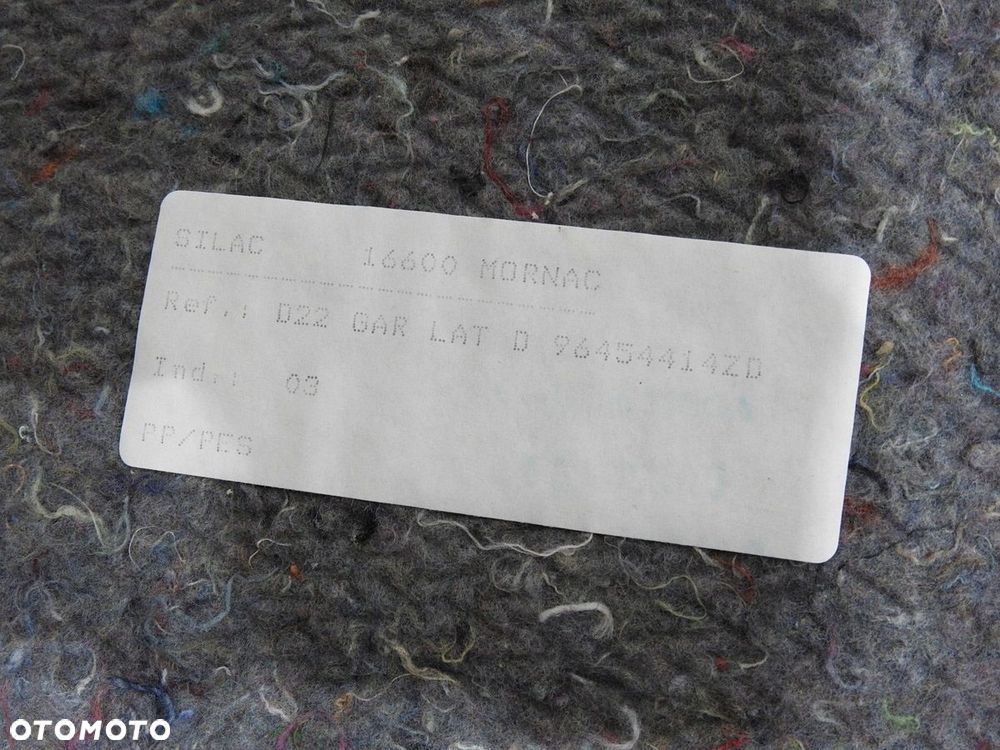 SILAC 16600 MORNAC
Ref.: D22 GAR LAT D 96454414ZD
Ind.: 03
PP/PES
OTOMOTO